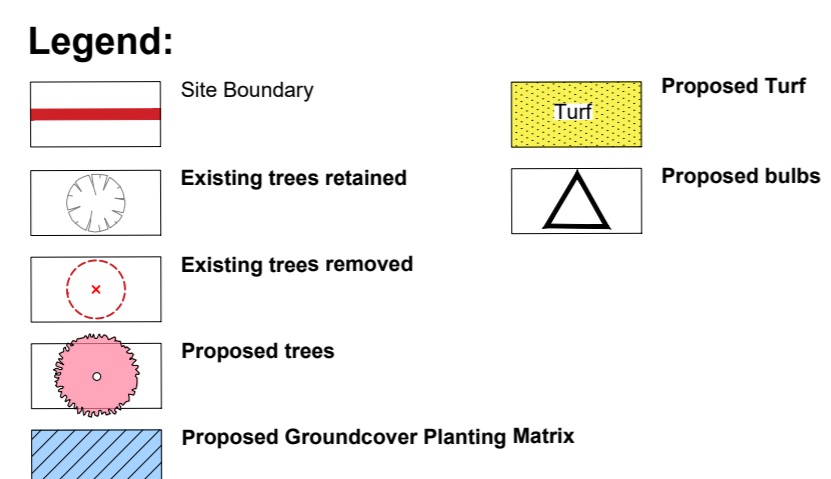 Legend:
Site Boundary
Existing trees retained
Existing trees removed
Proposed trees
Proposed Groundcover Planting Matrix
Turf
Proposed Turf
Proposed bulbs